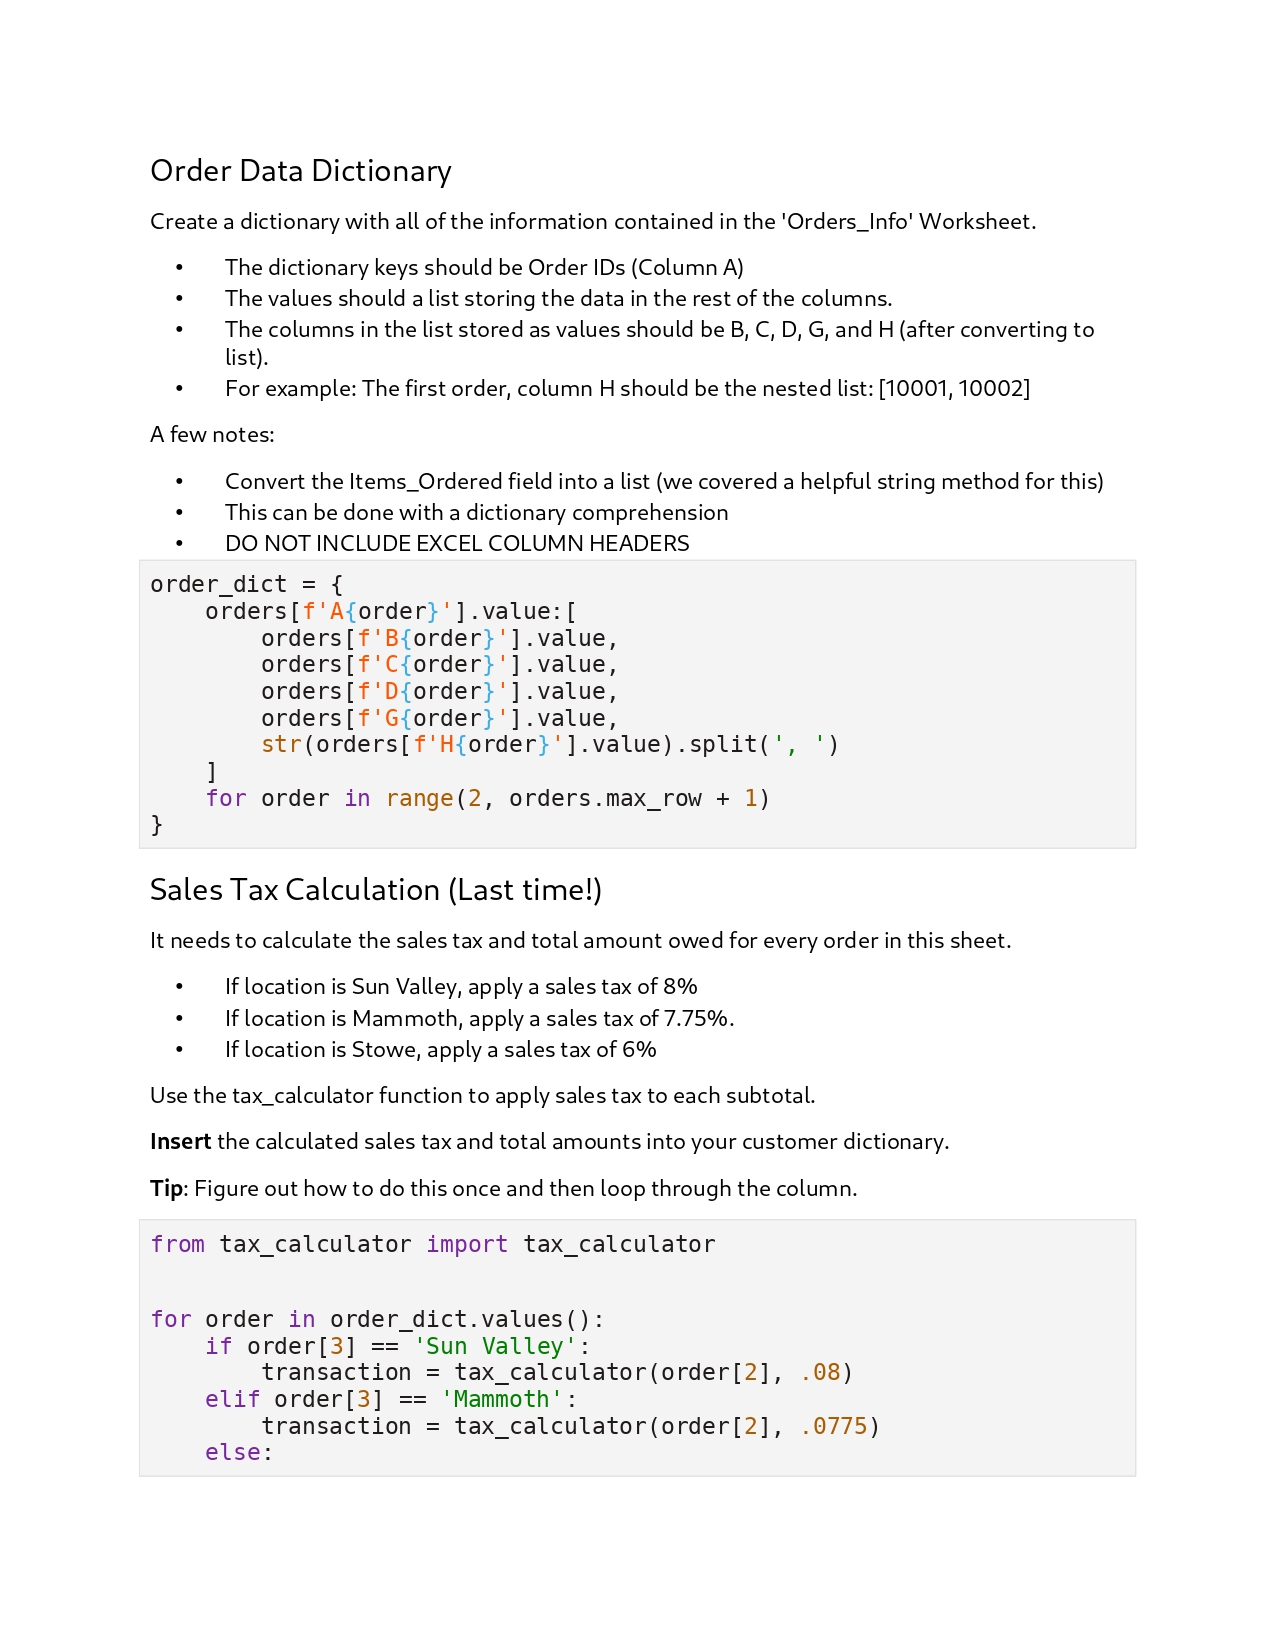 Order Data Dictionary
Create a dictionary with all of the information contained in the 'Orders_Info' Worksheet.
• The dictionary keys should be Order IDs (Column A)
• The values should a list storing the data in the rest of the columns.
• The columns in the list stored as values should be B, C, D, G, and H (after converting to
list).
• For example: The first order, column H should be the nested list: [10001, 10002]
A few notes:
• Convert the Items_Ordered field into a list (we covered a helpful string method for this)
• This can be done with a dictionary comprehension
• DO NOT INCLUDE EXCEL COLUMN HEADERS
order_dict = {
    orders[f'A{order}'].value:[
        orders[f'B{order}'].value,
        orders[f'C{order}'].value,
        orders[f'D{order}'].value,
        orders[f'G{order}'].value,
        str(orders[f'H{order}'].value).split(', ')
    ]
    for order in range(2, orders.max_row + 1)
}
Sales Tax Calculation (Last time!)
It needs to calculate the sales tax and total amount owed for every order in this sheet.
• If location is Sun Valley, apply a sales tax of 8%
• If location is Mammoth, apply a sales tax of 7.75%.
• If location is Stowe, apply a sales tax of 6%
Use the tax_calculator function to apply sales tax to each subtotal.
Insert the calculated sales tax and total amounts into your customer dictionary.
Tip: Figure out how to do this once and then loop through the column.
from tax_calculator import tax_calculator
for order in order_dict.values():
    if order[3] == 'Sun Valley':
        transaction = tax_calculator(order[2], .08)
    elif order[3] == 'Mammoth':
        transaction = tax_calculator(order[2], .0775)
    else: